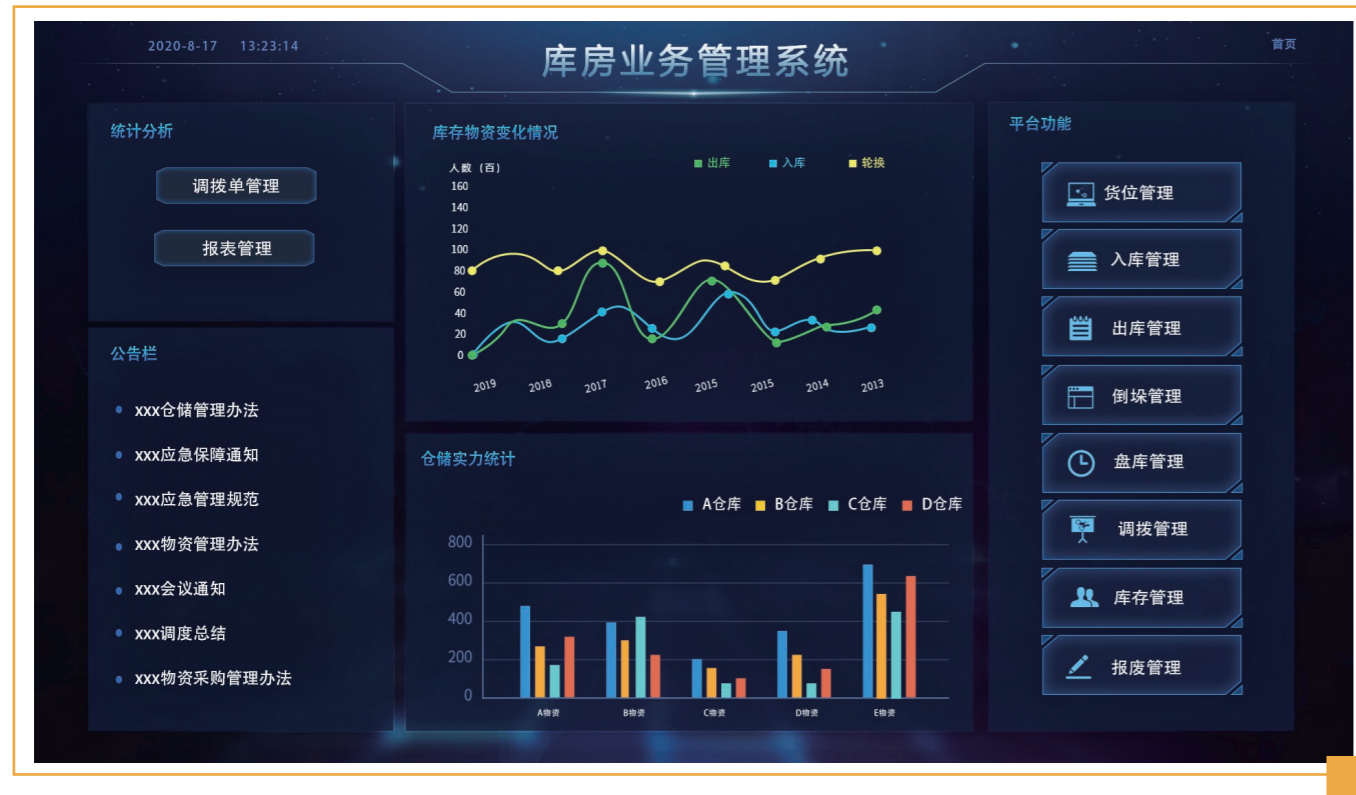 2020-8-17 13:23:14
库房业务管理系统
首页
统计分析
调拨单管理
报表管理
公告栏
xxx仓储管理办法
xxx应急保障通知
xxx应急管理规范
xxx物资管理办法
xxx会议通知
xxx调度总结
xxx物资采购管理办法
库存物资变化情况
人数 (百)
出库 入库 轮换
160
140
120
100
80
60
40
20
0
2019 2018 2017 2016 2015 2015 2014 2013
仓储实力统计
A仓库 B仓库 C仓库 D仓库
800
600
400
200
0
A物资 B物资 C物资 D物资 E物资
平台功能
货位管理
入库管理
出库管理
倒垛管理
盘库管理
调拨管理
库存管理
报废管理